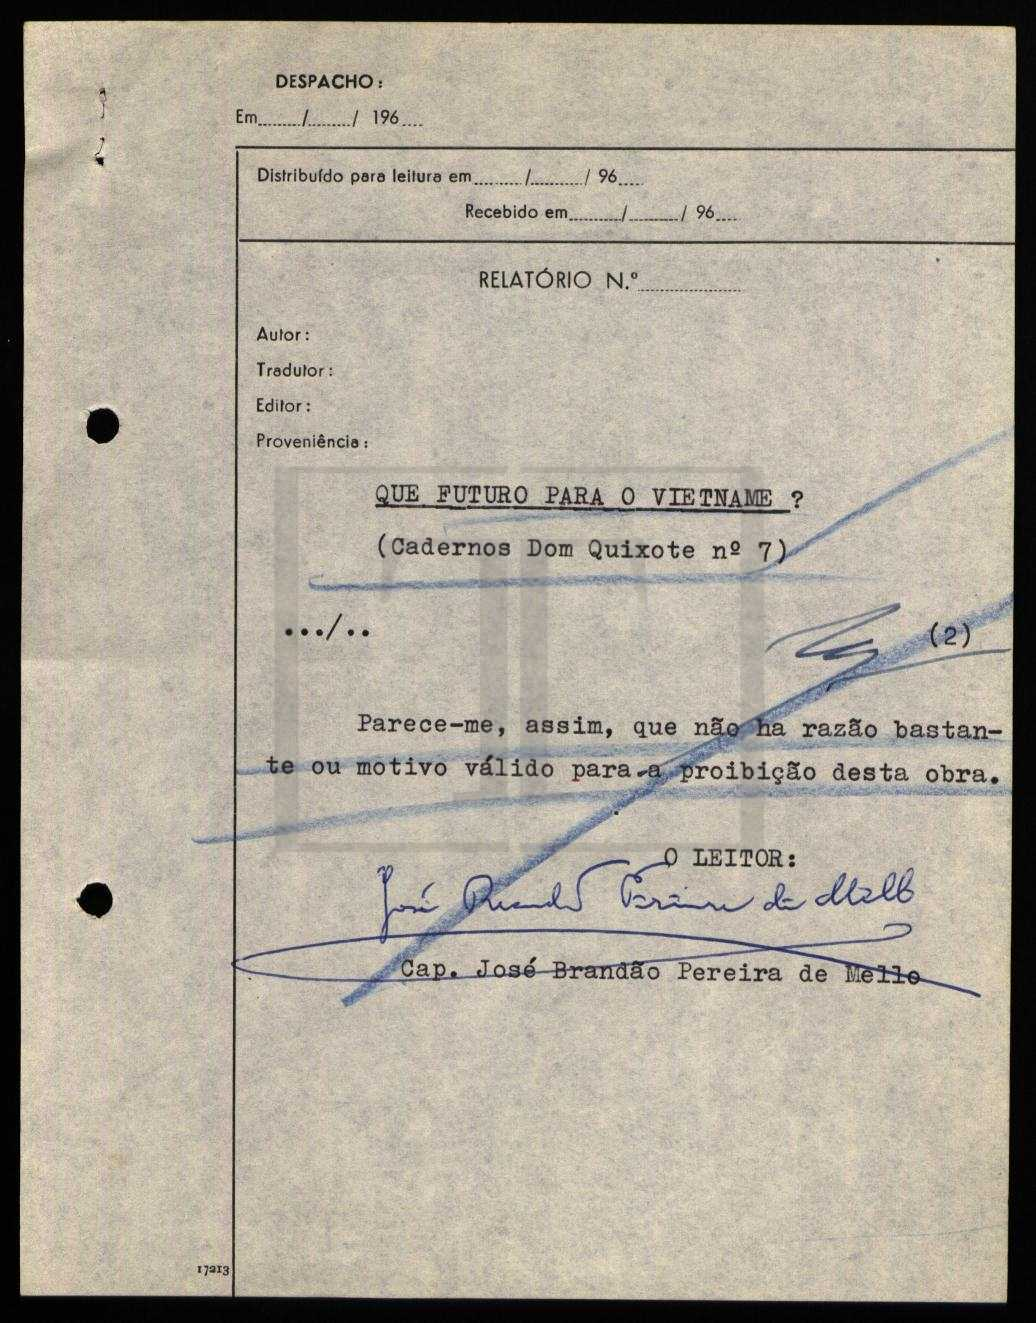 DESPACHO:
Em......../......../ 196....
Distribuído para leitura em........./........./ 96....
Recebido em........./........./ 96....
RELATÓRIO N.º..................
Autor:
Tradutor:
Editor:
Proveniência:
QUE FUTURO PARA O VIETNAME ?
(Cadernos Dom Quixote nº 7)
.../..
(2)
Parece-me, assim, que não ha razão bastan-
te ou motivo válido para a proibição desta obra.
O LEITOR:
José Brandão Pereira de Mello
Cap. José Brandão Pereira de Mello
17213